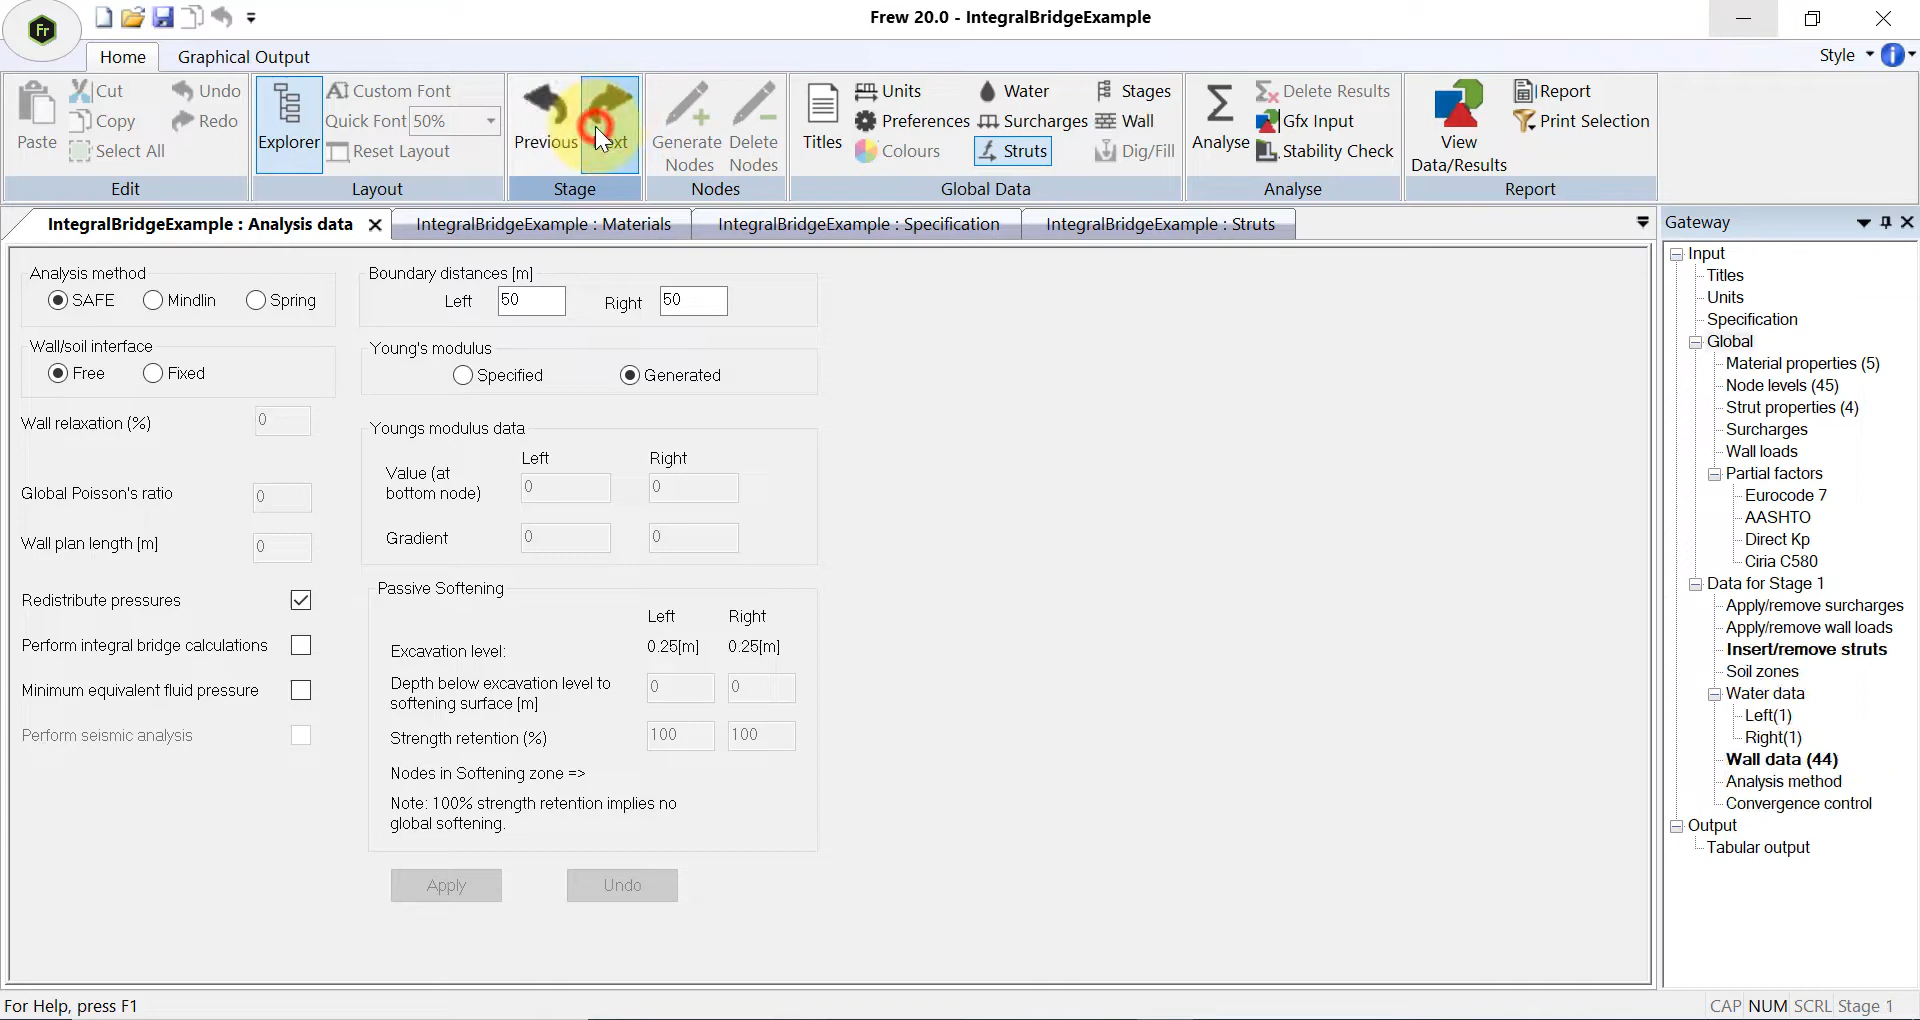 Fr
Frew 20.0 - IntegralBridgeExample
Home
Graphical Output
Style
Paste
Cut
Copy
Select All
Undo
Redo
Edit
Explorer
Custom Font
Quick Font 50%
Reset Layout
Layout
Previous
Stage
Generate Nodes
Delete Nodes
Nodes
Titles
Units
Preferences
Colours
Water
Surcharges
Struts
Stages
Wall
Dig/Fill
Global Data
Analyse
Delete Results
Gfx Input
Stability Check
Analyse
View Data/Results
Report
Print Selection
Report
IntegralBridgeExample : Analysis data
IntegralBridgeExample : Materials
IntegralBridgeExample : Specification
IntegralBridgeExample : Struts
Analysis method
SAFE Mindlin Spring
Wall/soil interface
Free Fixed
Wall relaxation (%) 0
Global Poisson's ratio 0
Wall plan length [m] 0
Redistribute pressures
Perform integral bridge calculations
Minimum equivalent fluid pressure
Perform seismic analysis
Boundary distances [m]
Left 50 Right 50
Young's modulus
Specified Generated
Youngs modulus data
Left Right
Value (at
bottom node) 0 0
Gradient 0 0
Passive Softening
Left Right
Excavation level: 0.25[m] 0.25[m]
Depth below excavation level to
softening surface [m] 0 0
Strength retention (%) 100 100
Nodes in Softening zone =>
Note: 100% strength retention implies no
global softening.
Apply Undo
Gateway
Input
Titles
Units
Specification
Global
Material properties (5)
Node levels (45)
Strut properties (4)
Surcharges
Wall loads
Partial factors
Eurocode 7
AASHTO
Direct Kp
Ciria C580
Data for Stage 1
Apply/remove surcharges
Apply/remove wall loads
Insert/remove struts
Soil zones
Water data
Left(1)
Right(1)
Wall data (44)
Analysis method
Convergence control
Output
Tabular output
For Help, press F1
CAP NUM SCRL Stage 1